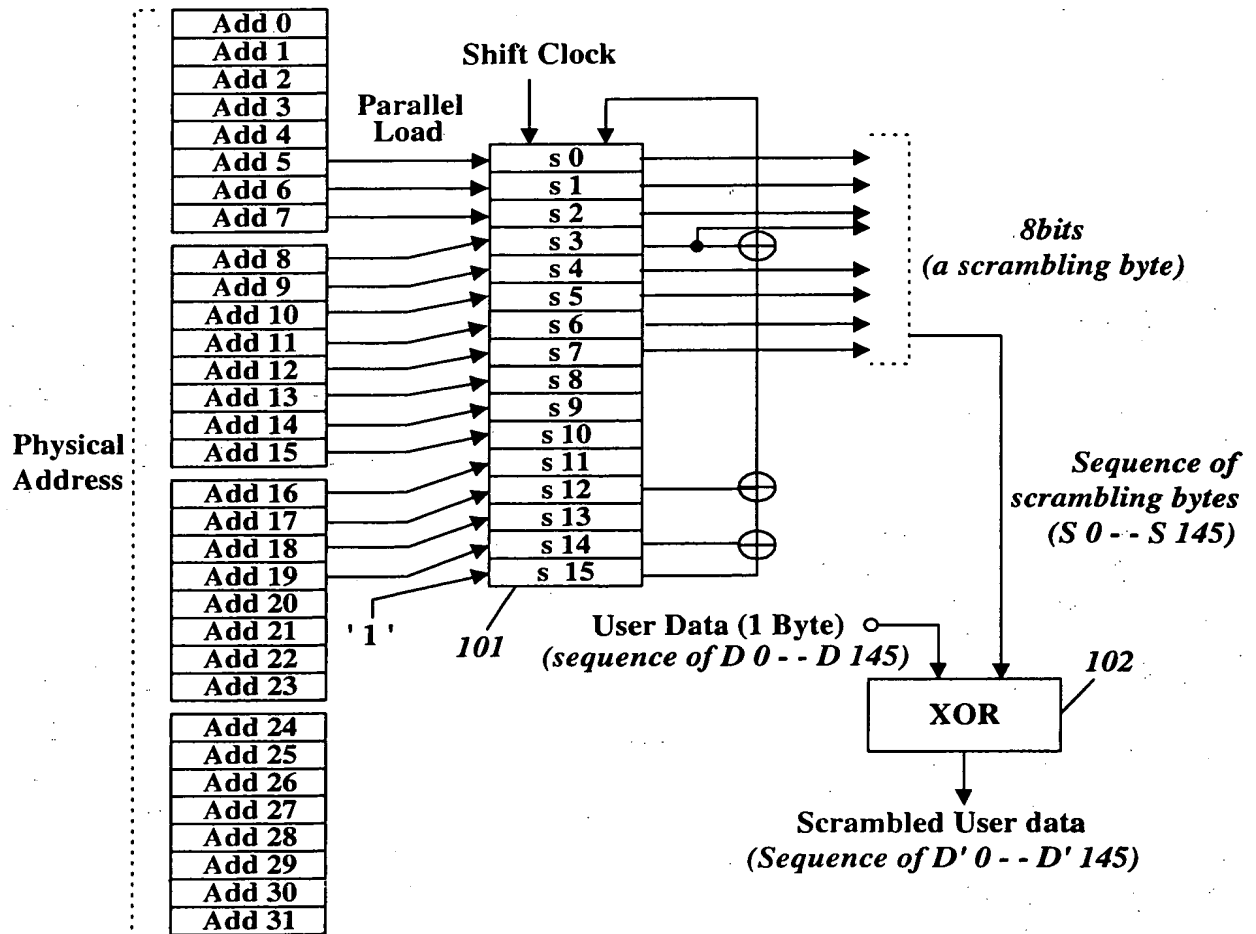 Physical
Address
Add 0
Add 1
Add 2
Add 3
Add 4
Add 5
Add 6
Add 7
Add 8
Add 9
Add 10
Add 11
Add 12
Add 13
Add 14
Add 15
Add 16
Add 17
Add 18
Add 19
Add 20
Add 21
Add 22
Add 23
Add 24
Add 25
Add 26
Add 27
Add 28
Add 29
Add 30
Add 31
Shift Clock
Parallel
Load
' 1 '
s 0
s 1
s 2
s 3
s 4
s 5
s 6
s 7
s 8
s 9
s 10
s 11
s 12
s 13
s 14
s 15
101
8bits
(a scrambling byte)
Sequence of
scrambling bytes
(S 0 - - S 145)
User Data (1 Byte)
(sequence of D 0 - - D 145)
102
XOR
Scrambled User data
(Sequence of D' 0 - - D' 145)